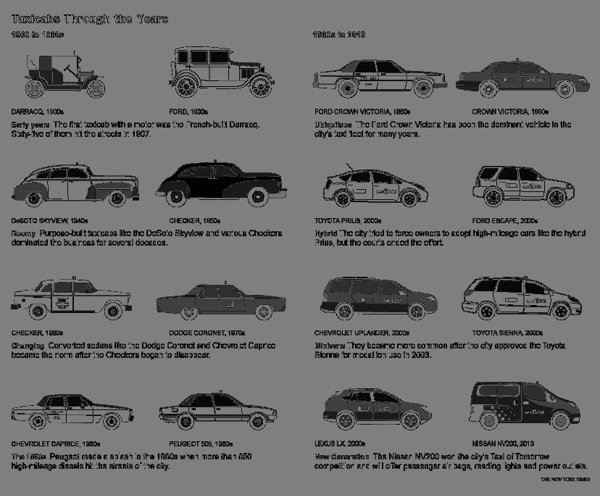 Taxicabs Through the Years
1900 to 1980s
1980s to 2013
DARRACQ, 1900s
FORD, 1930s
FORD CROWN VICTORIA, 1980s
CROWN VICTORIA, 1990s
Early years The first taxicab with a motor was the French-built Darracq.
Sixty-five of them hit the streets in 1907.
Ubiquitous The Ford Crown Victoria has been the dominant vehicle in the
city's taxi fleet for many years.
DeSOTO SKYVIEW, 1940s
CHECKER, 1950s
TOYOTA PRIUS, 2000s
FORD ESCAPE, 2000s
Roomy Purpose-built taxicabs like the DeSoto Skyview and various Checkers
dominated the business for several decades.
Hybrid The city tried to force owners to adopt high-mileage cars like the hybrid
Prius, but the courts ended the effort.
CHECKER, 1960s
DODGE CORONET, 1970s
CHEVROLET UPLANDER, 2000s
TOYOTA SIENNA, 2000s
Changing Converted sedans like the Dodge Coronet and Chevrolet Caprice
became the norm after the Checkers began to disappear.
Minivans They became more common after the city approved the Toyota
Sienna for medallion use in 2003.
CHEVROLET CAPRICE, 1980s
PEUGEOT 505, 1980s
LEXUS LX, 2000s
NISSAN NV200, 2013
The 1980s Peugeot made a splash in the 1980s when more than 850
high-mileage diesels hit the streets of the city.
New Generation The Nissan NV200 won the city's Taxi of Tomorrow
competition and will offer passenger air bags, reading lights and power outlets.
THE NEW YORK TIMES